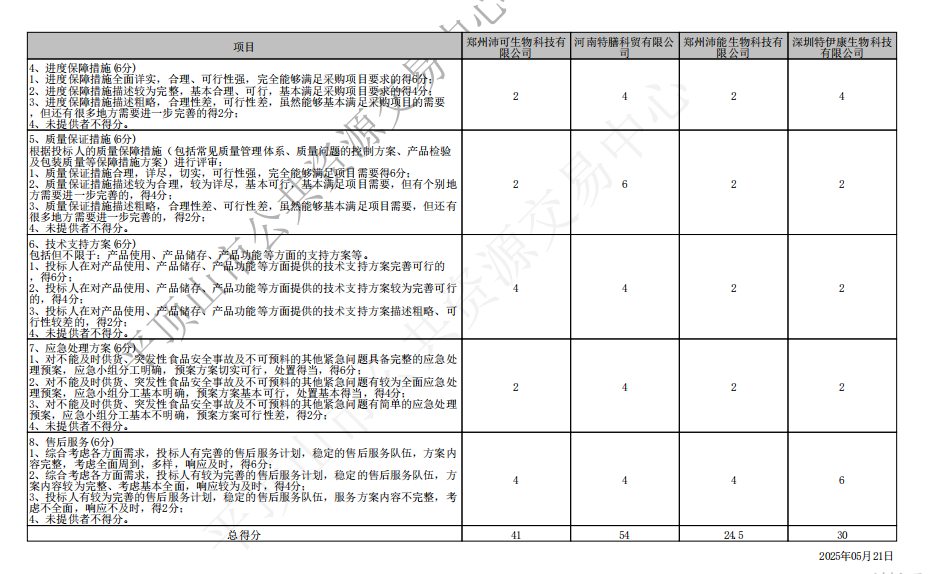 项目
郑州沛可生物科技有限公司
河南特膳科贸有限公司
郑州沛能生物科技有限公司
深圳特伊康生物科技有限公司
4、进度保障措施(6分)
1、进度保障措施全面详实，合理、可行性强，完全能够满足采购项目要求的得6分；
2、进度保障措施描述较为完整，基本合理、可行，基本满足采购项目要求的得4分；
3、进度保障措施描述粗略，合理性差，可行性差，虽然能够基本满足采购项目的需要
，但还有很多地方需要进一步完善的得2分；
4、未提供者不得分。
2
4
2
4
5、质量保证措施(6分)
根据投标人的质量保障措施（包括常见质量管理体系、质量问题的控制方案、产品检验
及包装质量等保障措施方案）进行评审：
1、质量保证措施合理，详尽，切实，可行性强，完全能够满足项目需要得6分；
2、质量保证措施描述较为合理，较为详尽，基本可行，基本满足项目需要，但有个别地
方需要进一步完善的，得4分；
3、质量保证措施描述粗略，合理性差、可行性差，虽然能够基本满足项目需要，但还有
很多地方需要进一步完善的，得2分；
4、未提供者不得分。
2
6
2
2
6、技术支持方案(6分)
包括但不限于：产品使用、产品储存、产品功能等方面的支持方案等。
1、投标人在对产品使用、产品储存、产品功能等方面提供的技术支持方案完善可行的
，得6分；
2、投标人在对产品使用、产品储存、产品功能等方面提供的技术支持方案较为完善可行
的，得4分；
3、投标人在对产品使用、产品储存、产品功能等方面提供的技术支持方案描述粗略、可
行性较差的，得2分；
4、未提供者不得分。
4
4
2
2
7、应急处理方案(6分)
1、对不能及时供货、突发性食品安全事故及不可预料的其他紧急问题具备完整的应急处
理预案，应急小组分工明确，预案方案切实可行，处置得当，得6分；
2、对不能及时供货、突发性食品安全事故及不可预料的其他紧急问题有较为全面应急处
理预案，应急小组分工基本明确，预案方案基本可行，处置基本得当，得4分；
3、对不能及时供货、突发性食品安全事故及不可预料的其他紧急问题有简单的应急处理
预案，应急小组分工基本不明确，预案方案可行性差，得2分；
4、未提供者不得分。
2
4
2
2
8、售后服务(6分)
1、综合考虑各方面需求，投标人有完善的售后服务计划，稳定的售后服务队伍，方案内
容完整，考虑全面周到，多样，响应及时，得6分；
2、综合考虑各方面需求，投标人有较为完善的售后服务计划，稳定的售后服务队伍，方
案内容较为完整、考虑基本全面，响应较为及时，得4分；
3、投标人有较为完善的售后服务计划，稳定的售后服务队伍，服务方案内容不完整，考
虑不全面，响应不及时，得2分；
4、未提供者不得分。
4
4
4
6
总得分
41
54
24.5
30
2025年05月21日
平顶山市公共资源交易中心
平顶山市公共资源交易中心